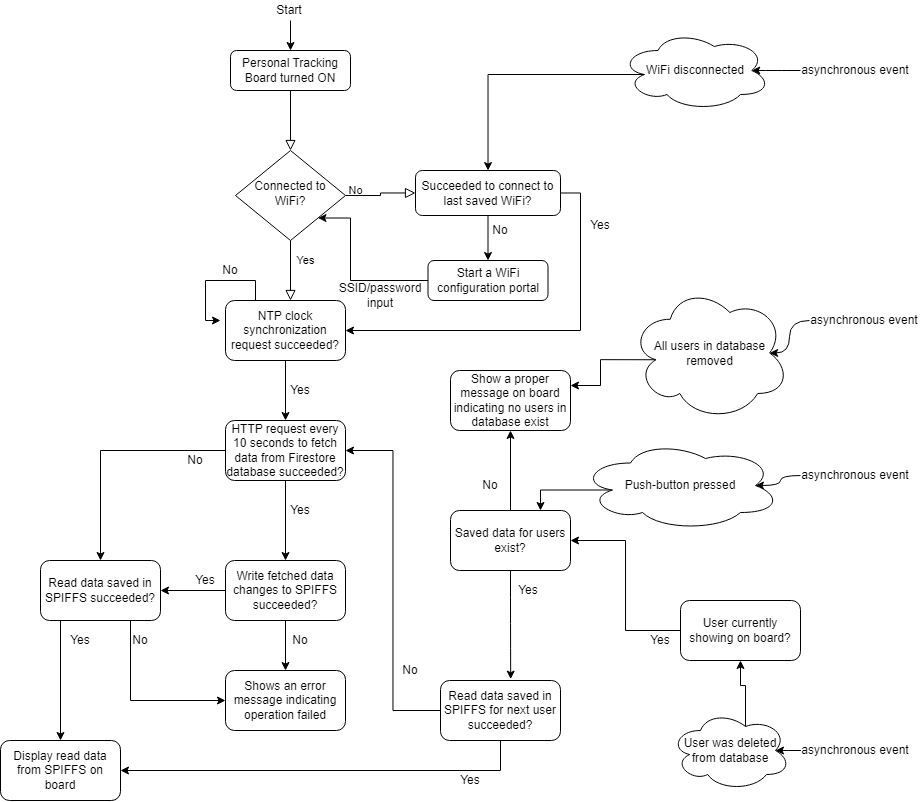 Start
Personal Tracking
Board turned ON
WiFi disconnected
asynchronous event
Connected to
WiFi?
No
Succeeded to connect to
last saved WiFi?
Yes
No
Yes
Start a WiFi
configuration portal
SSID/password
input
No
NTP clock
synchronization
request succeeded?
asynchronous event
All users in database
removed
Yes
Show a proper
message on board
indicating no users in
database exist
HTTP request every
10 seconds to fetch
data from Firestore
database succeeded?
No
No
Push-button pressed
asynchronous event
Yes
Saved data for users
exist?
Read data saved in
SPIFFS succeeded?
Yes
Write fetched data
changes to SPIFFS
succeeded?
Yes
User currently
showing on board?
Yes
Yes
No
No
No
Shows an error
message indicating
operation failed
Read data saved in
SPIFFS for next user
succeeded?
User was deleted
from database
asynchronous event
Display read data
from SPIFFS on
board
Yes